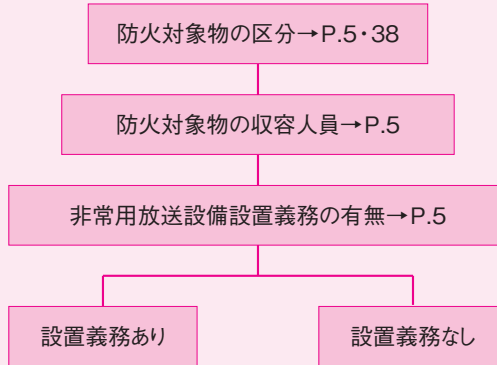 防火対象物の区分→P.5・38
防火対象物の収容人員→P.5
非常用放送設備設置義務の有無→P.5
設置義務あり
設置義務なし